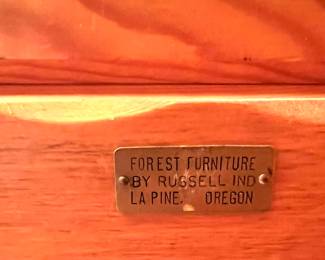 FOREST FURNITURE
BY RUSSELL IND
LA PINE, OREGON